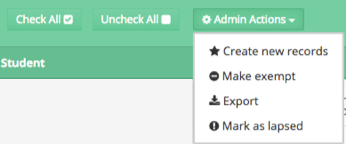 Check All
Uncheck All
Admin Actions
Create new records
Student
Make exempt
Export
Mark as lapsed